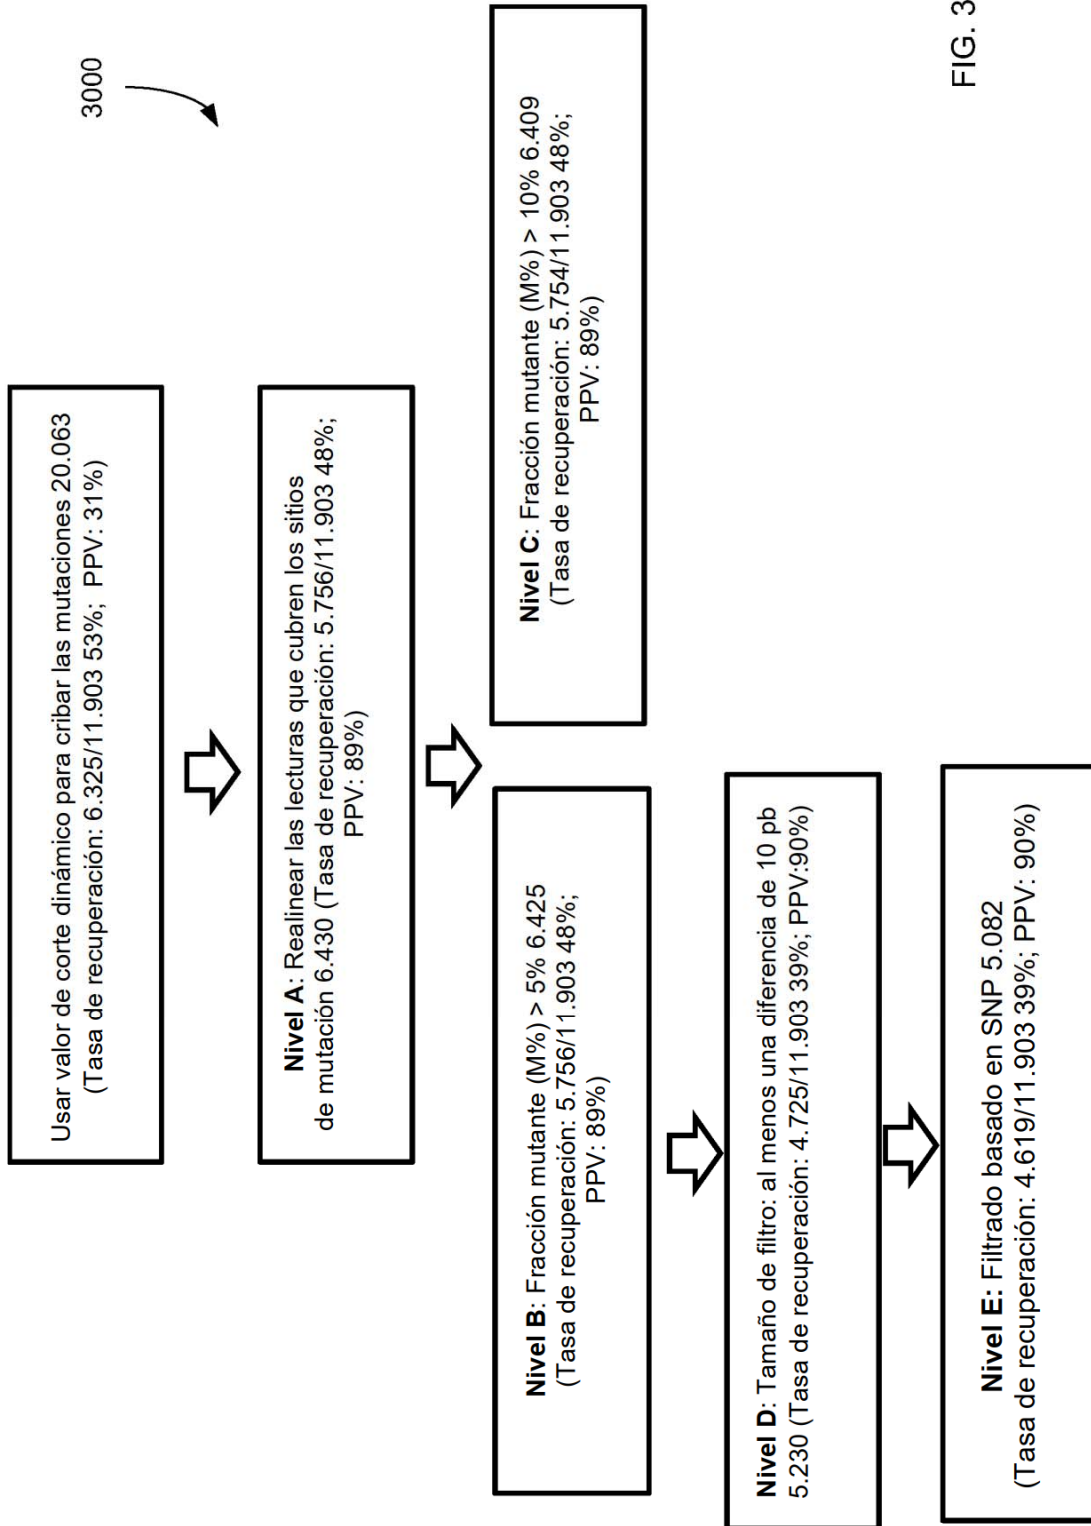 3000
Usar valor de corte dinámico para cribar las mutaciones 20.063
(Tasa de recuperación: 6.325/11.903 53%; PPV: 31%)
Nivel A: Realinear las lecturas que cubren los sitios
de mutación 6.430 (Tasa de recuperación: 5.756/11.903 48%;
PPV: 89%)
Nivel B: Fracción mutante (M%) > 5% 6.425
(Tasa de recuperación: 5.756/11.903 48%;
PPV: 89%)
Nivel C: Fracción mutante (M%) > 10% 6.409
(Tasa de recuperación: 5.754/11.903 48%;
PPV: 89%)
Nivel D: Tamaño de filtro: al menos una diferencia de 10 pb
5.230 (Tasa de recuperación: 4.725/11.903 39%; PPV:90%)
Nivel E: Filtrado basado en SNP 5.082
(Tasa de recuperación: 4.619/11.903 39%; PPV: 90%)
FIG. 3